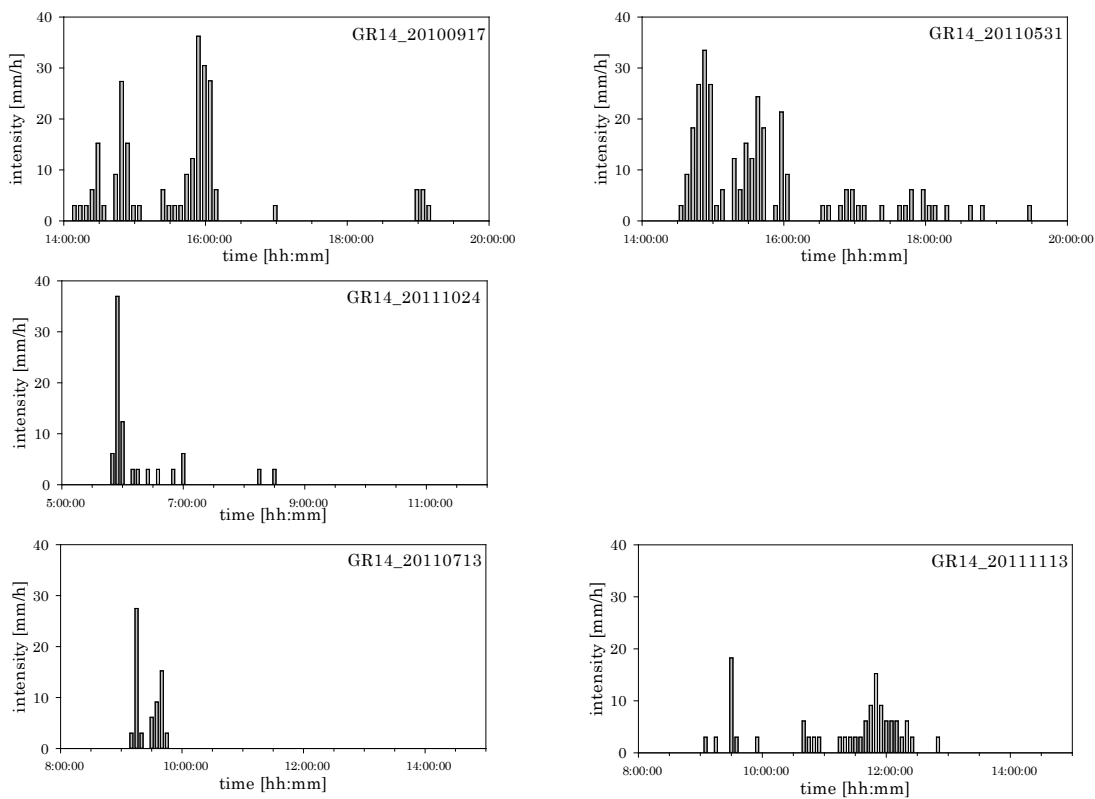 GR14_20100917
40
30
20
10
0
intensity [mm/h]
14:00:00 16:00:00 18:00:00 20:00:00
time [hh:mm]
GR14_20110531
40
30
20
10
0
intensity [mm/h]
14:00:00 16:00:00 18:00:00 20:00:00
time [hh:mm]
GR14_20111024
40
30
20
10
0
intensity [mm/h]
5:00:00 7:00:00 9:00:00 11:00:00
time [hh:mm]
GR14_20110713
40
30
20
10
0
intensity [mm/h]
8:00:00 10:00:00 12:00:00 14:00:00
time [hh:mm]
GR14_20111113
40
30
20
10
0
intensity [mm/h]
8:00:00 10:00:00 12:00:00 14:00:00
time [hh:mm]